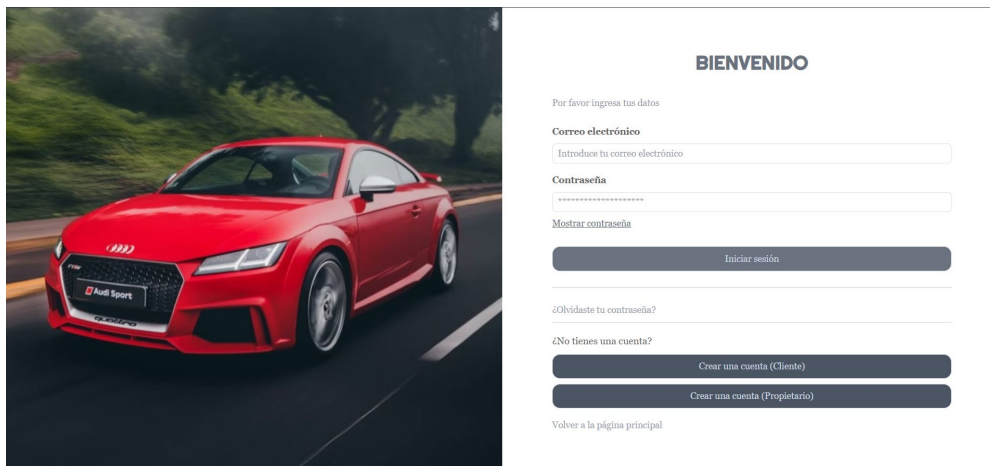 Audi Sport
quattro
BIENVENIDO
Por favor ingresa tus datos
Correo electrónico
Introduce tu correo electrónico
Contraseña
********************
Mostrar contraseña
Iniciar sesión
¿Olvidaste tu contraseña?
¿No tienes una cuenta?
Crear una cuenta (Cliente)
Crear una cuenta (Propietario)
Volver a la página principal